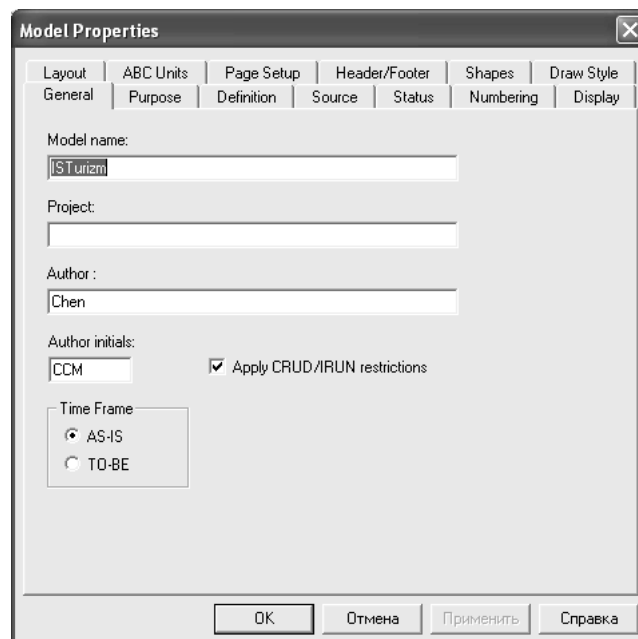 Model Properties
Layout ABC Units Page Setup Header/Footer Shapes Draw Style
General Purpose Definition Source Status Numbering Display
Model name:
ISTurizm
Project:
Author :
Chen
Author initials:
CCM
Apply CRUD/IRUN restrictions
Time Frame
AS-IS
TO-BE
OK Отмена Применить Справка